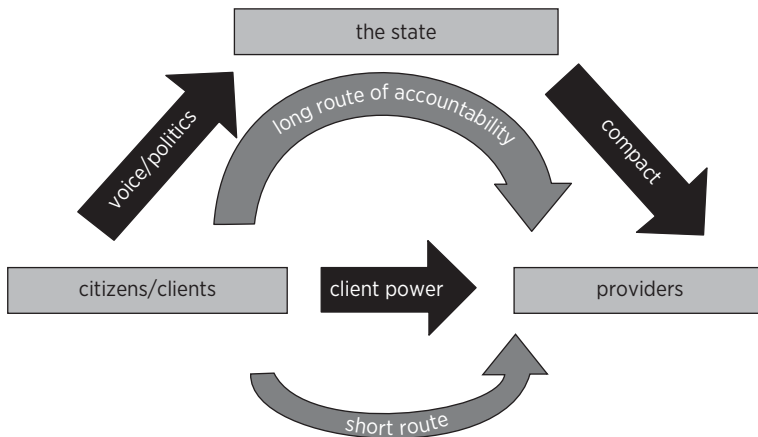 the state
long route of accountability
voice/politics
compact
citizens/clients
client power
providers
short route